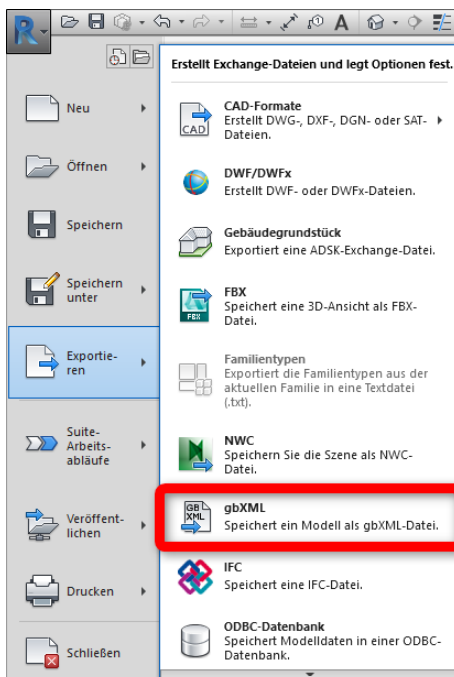 R
A
Erstellt Exchange-Dateien und legt Optionen fest.
Neu
Öffnen
Speichern
Speichern
unter
Exportie-
ren
Suite-
Arbeits-
abläufe
Veröffent-
lichen
Drucken
Schließen
CAD
CAD-Formate
Erstellt DWG-, DXF-, DGN- oder SAT-
Dateien.
DWF/DWFx
Erstellt DWF- oder DWFx-Dateien.
Gebäudegrundstück
Exportiert eine ADSK-Exchange-Datei.
FBX
FBX
Speichert eine 3D-Ansicht als FBX-
Datei.
Familientypen
Exportiert die Familientypen aus der
aktuellen Familie in eine Textdatei
(.txt).
NWC
Speichern Sie die Szene als NWC-
Datei.
GB
XML
gbXML
Speichert ein Modell als gbXML-Datei.
IFC
Speichert eine IFC-Datei.
ODBC-Datenbank
Speichert Modelldaten in einer ODBC-
Datenbank.